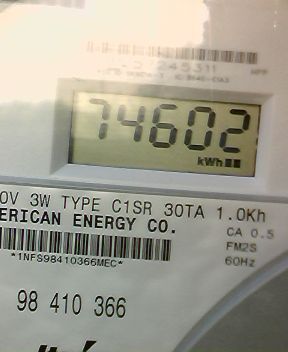 74602
kWh
0V 3W TYPE C1SR 30TA 1.0Kh
ERICAN ENERGY CO.
CA 0.5
FM2S
60Hz
*1NFS98410366MEC*
98 410 366